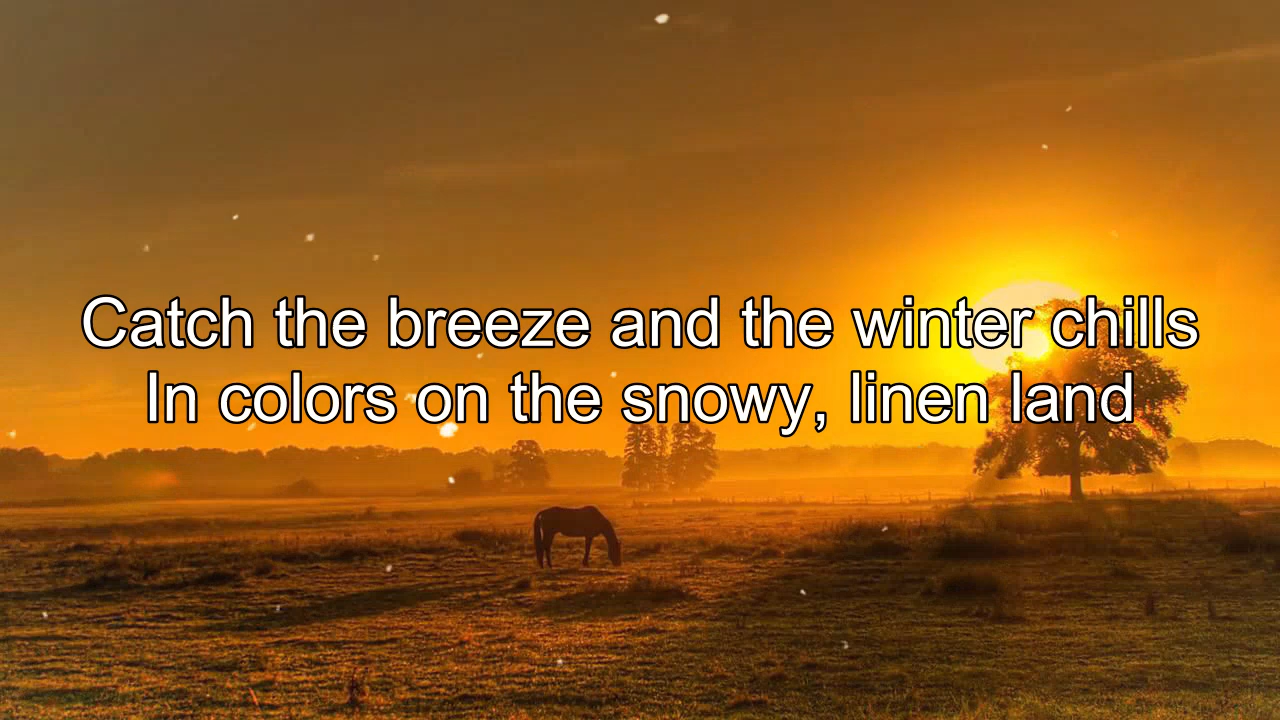 Catch the breeze and the winter chills
In colors on the snowy, linen land